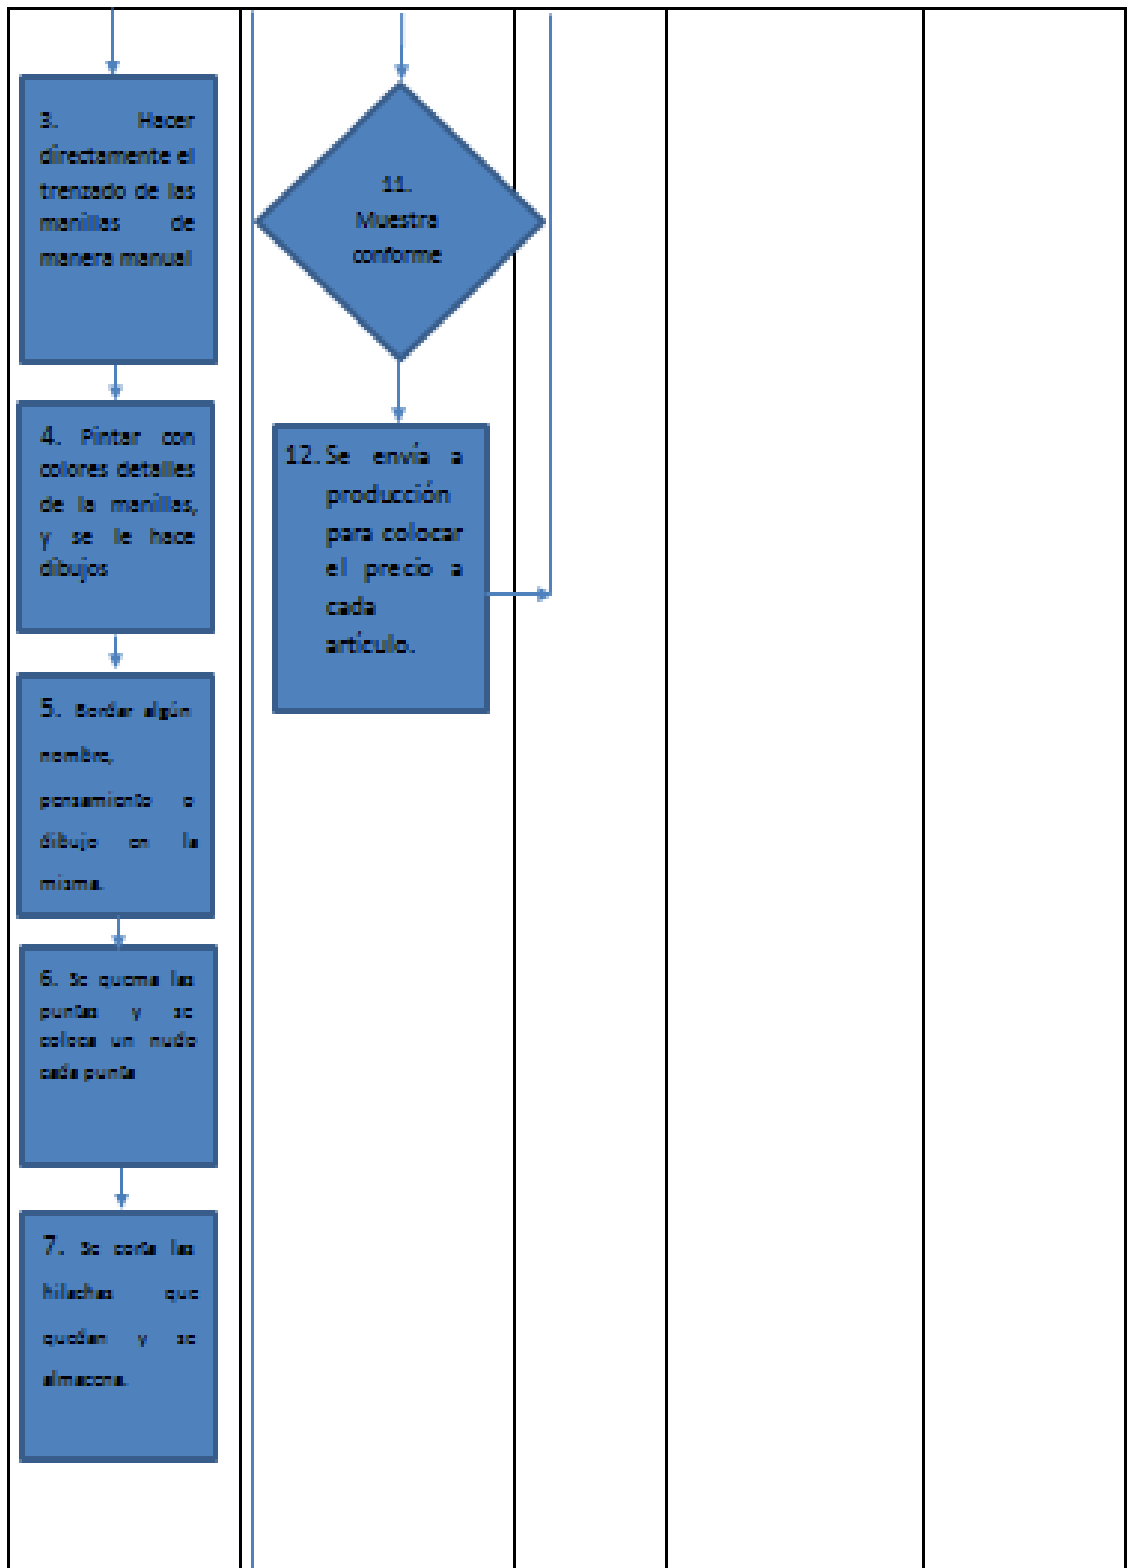 3. Hacer
directamente el
trenzado de las
manillas de
manera manual
4. Pintar con
colores detalles
de la manillas,
y se le hace
dibujos
5. Bordar algún
nombre,
pensamiento o
dibujo en la
misma.
6. Se quema las
puntas y se
coloca un nudo
cada punta
7. Se corta las
hilachas que
quedan y se
almacena.
11.
Muestra
conforme
12. Se envía a
producción
para colocar
el precio a
cada
artículo.